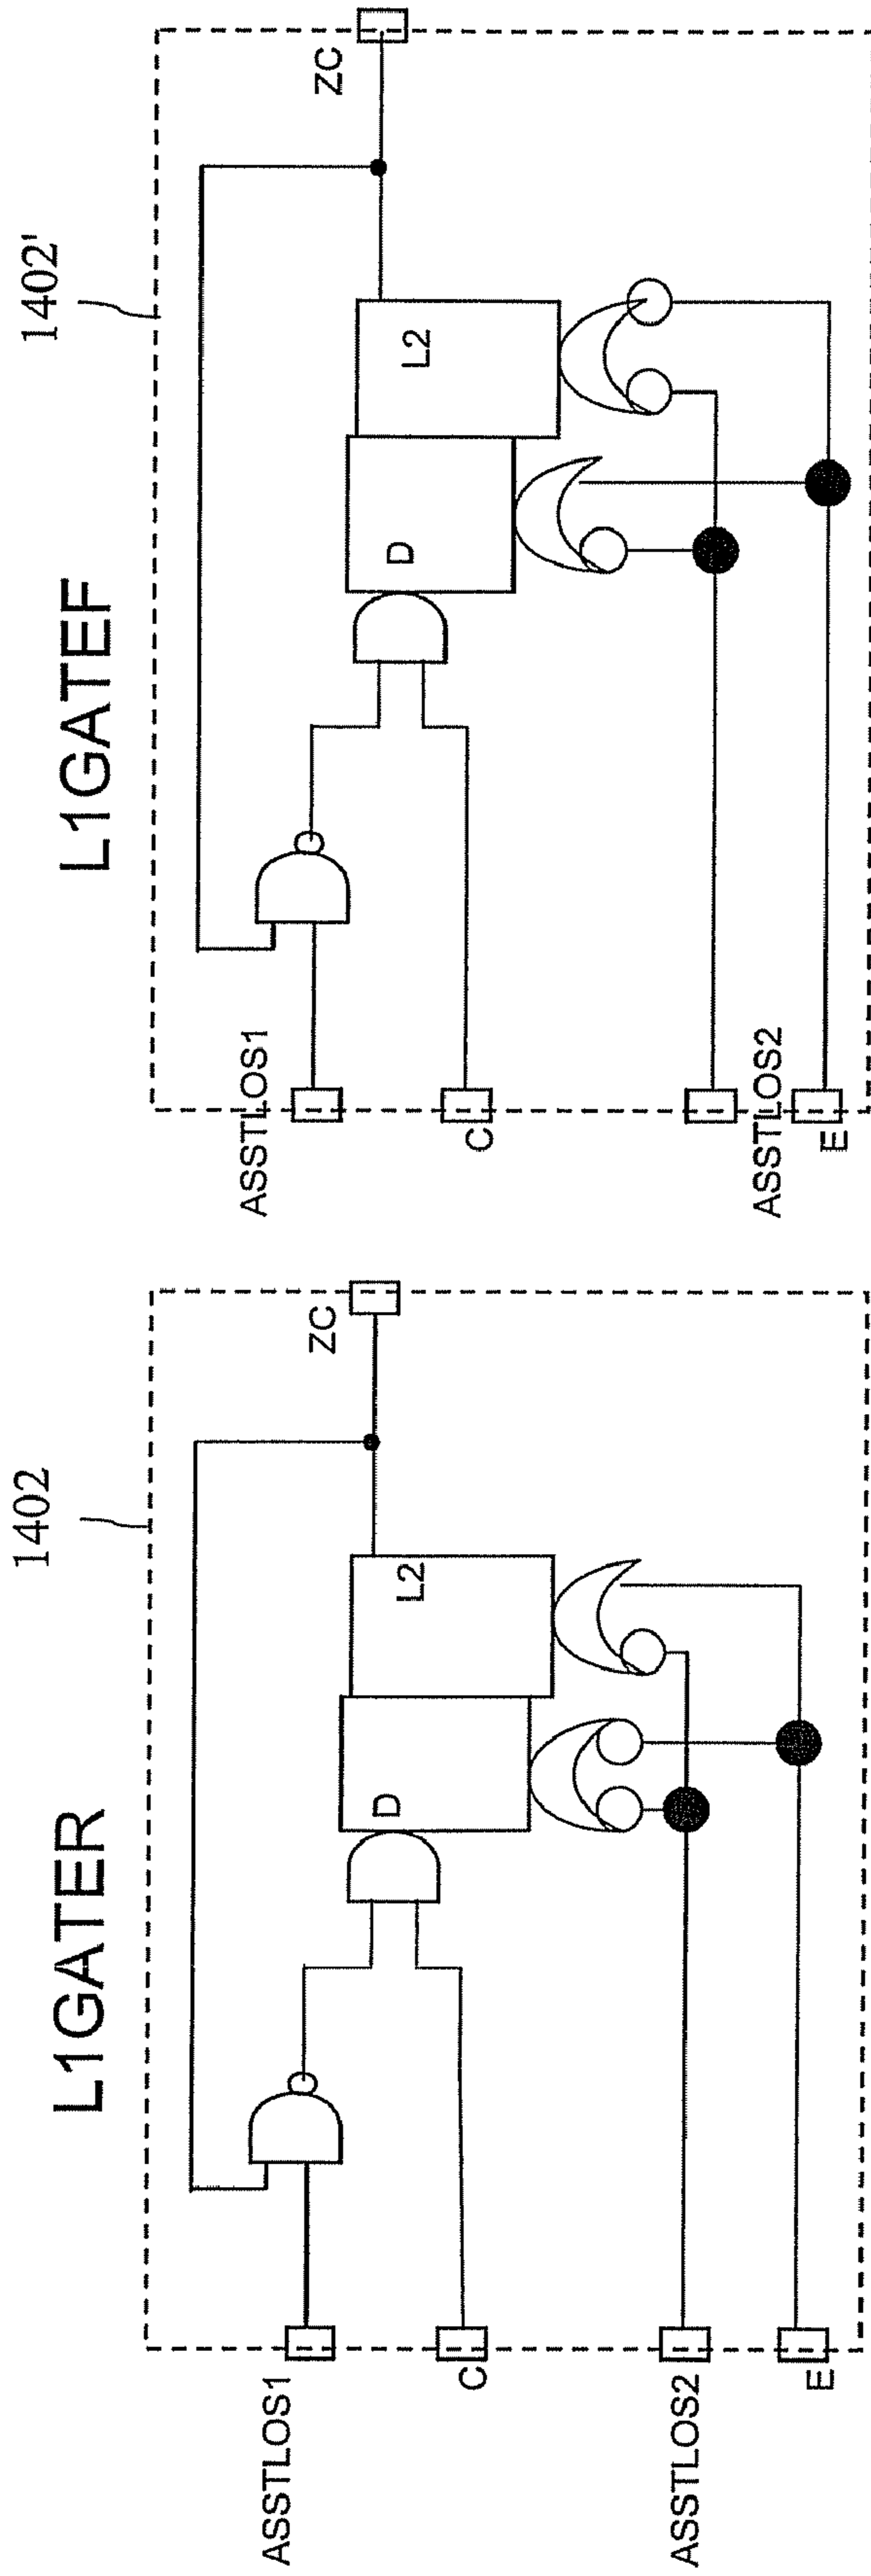 1402
L1GATER
ASSTLOS1
C
ASSTLOS2
E
D
L2
ZC
1402'
L1GATEF
ASSTLOS1
C
ASSTLOS2
E
D
L2
ZC